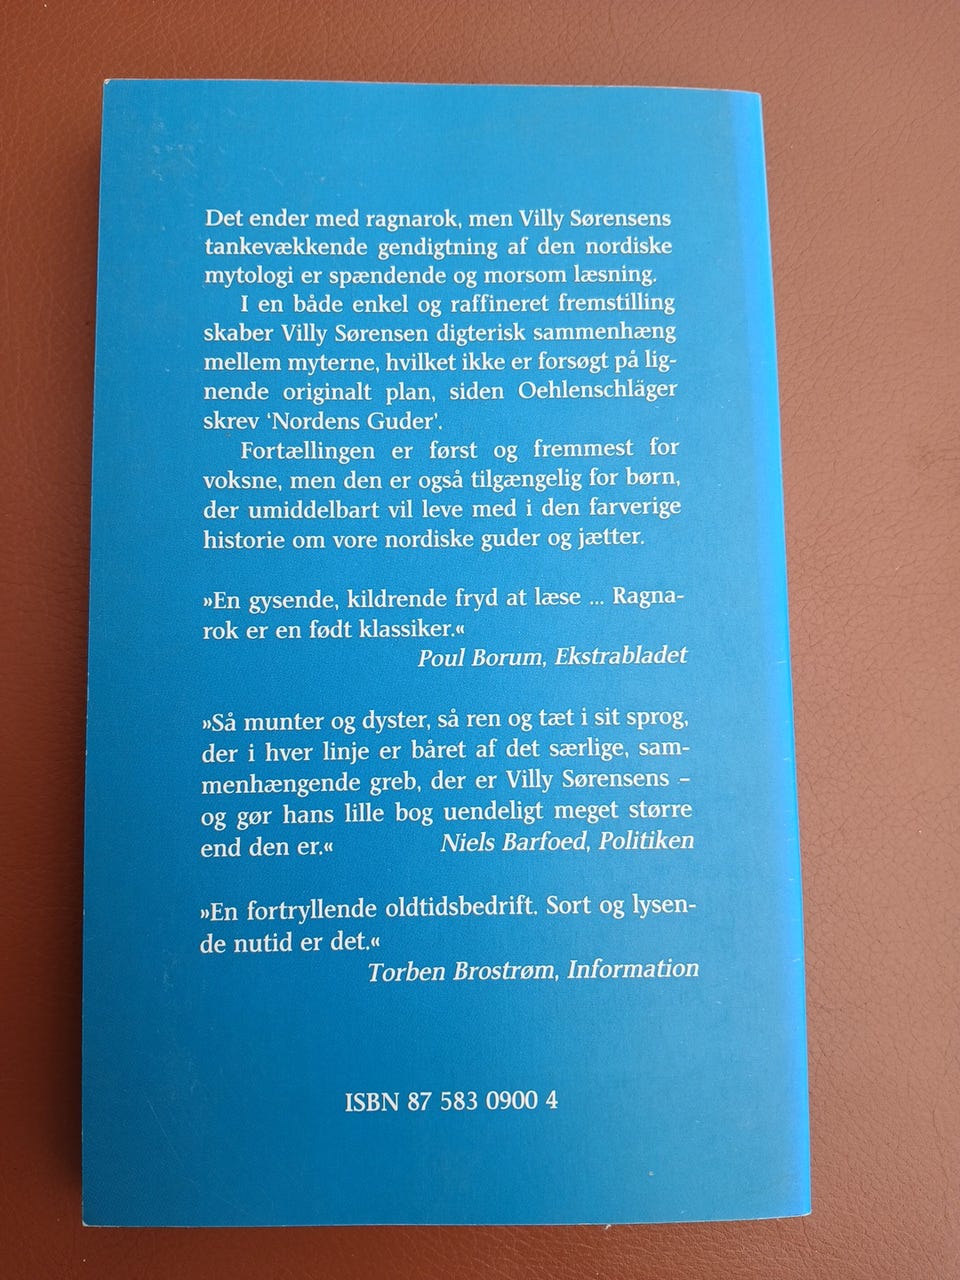 Det ender med ragnarok, men Villy Sørensens
tankevækkende gendigtning af den nordiske
mytologi er spændende og morsom læsning.
I en både enkel og raffineret fremstilling
skaber Villy Sørensen digterisk sammenhæng
mellem myterne, hvilket ikke er forsøgt på lig-
nende originalt plan, siden Oehlenschläger
skrev ‘Nordens Guder’.
Fortællingen er først og fremmest for
voksne, men den er også tilgængelig for børn,
der umiddelbart vil leve med i den farverige
historie om vore nordiske guder og jætter.
»En gysende, kildrende fryd at læse ... Ragna-
rok er en født klassiker.«
Poul Borum, Ekstrabladet
»Så munter og dyster, så ren og tæt i sit sprog,
der i hver linje er båret af det særlige, sam-
menhængende greb, der er Villy Sørensens –
og gør hans lille bog uendeligt meget større
end den er.« Niels Barfoed, Politiken
»En fortryllende oldtidsbedrift. Sort og lysen-
de nutid er det.«
Torben Brostrøm, Information
ISBN 87 583 0900 4